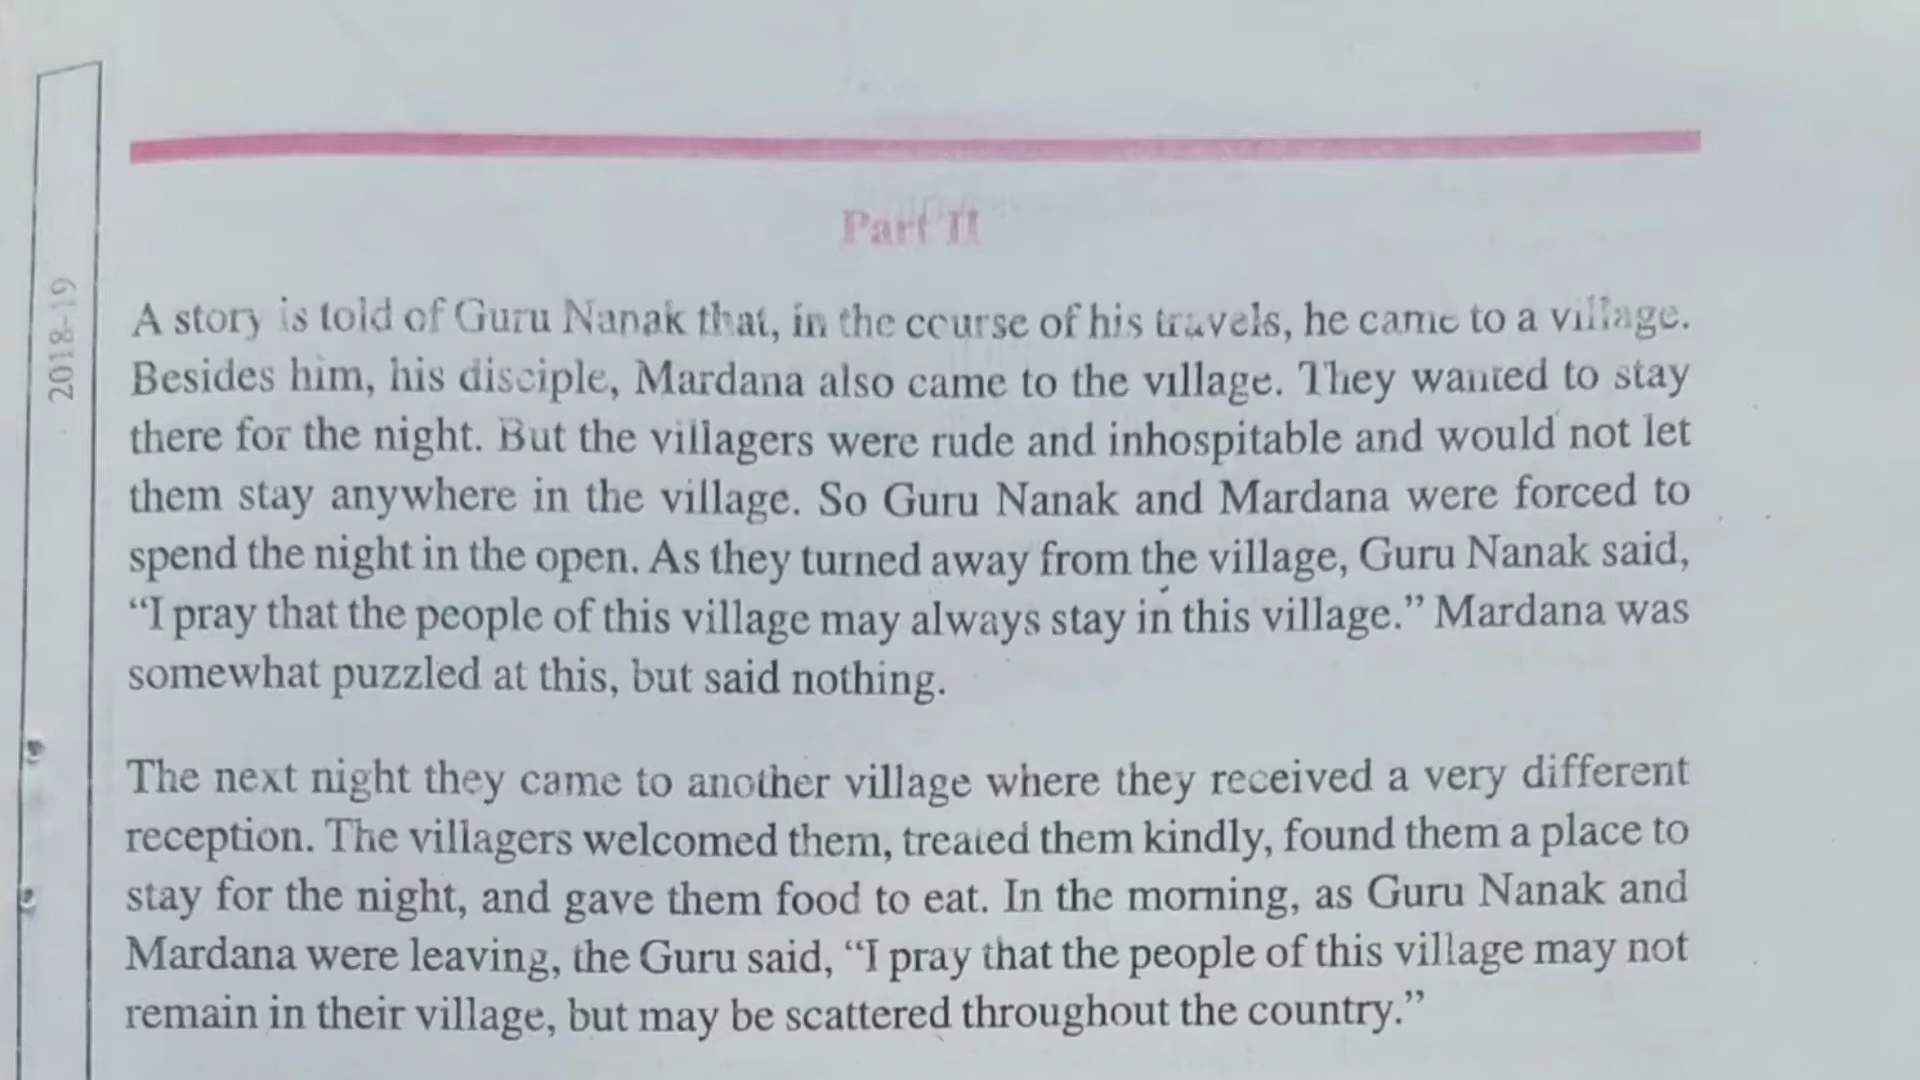 2018-19
Part II
A story is told of Guru Nanak that, in the course of his travels, he came to a village.
Besides him, his disciple, Mardana also came to the village. They wanted to stay
there for the night. But the villagers were rude and inhospitable and would not let
them stay anywhere in the village. So Guru Nanak and Mardana were forced to
spend the night in the open. As they turned away from the village, Guru Nanak said,
“I pray that the people of this village may always stay in this village.” Mardana was
somewhat puzzled at this, but said nothing.
The next night they came to another village where they received a very different
reception. The villagers welcomed them, treated them kindly, found them a place to
stay for the night, and gave them food to eat. In the morning, as Guru Nanak and
Mardana were leaving, the Guru said, “I pray that the people of this village may not
remain in their village, but may be scattered throughout the country.”